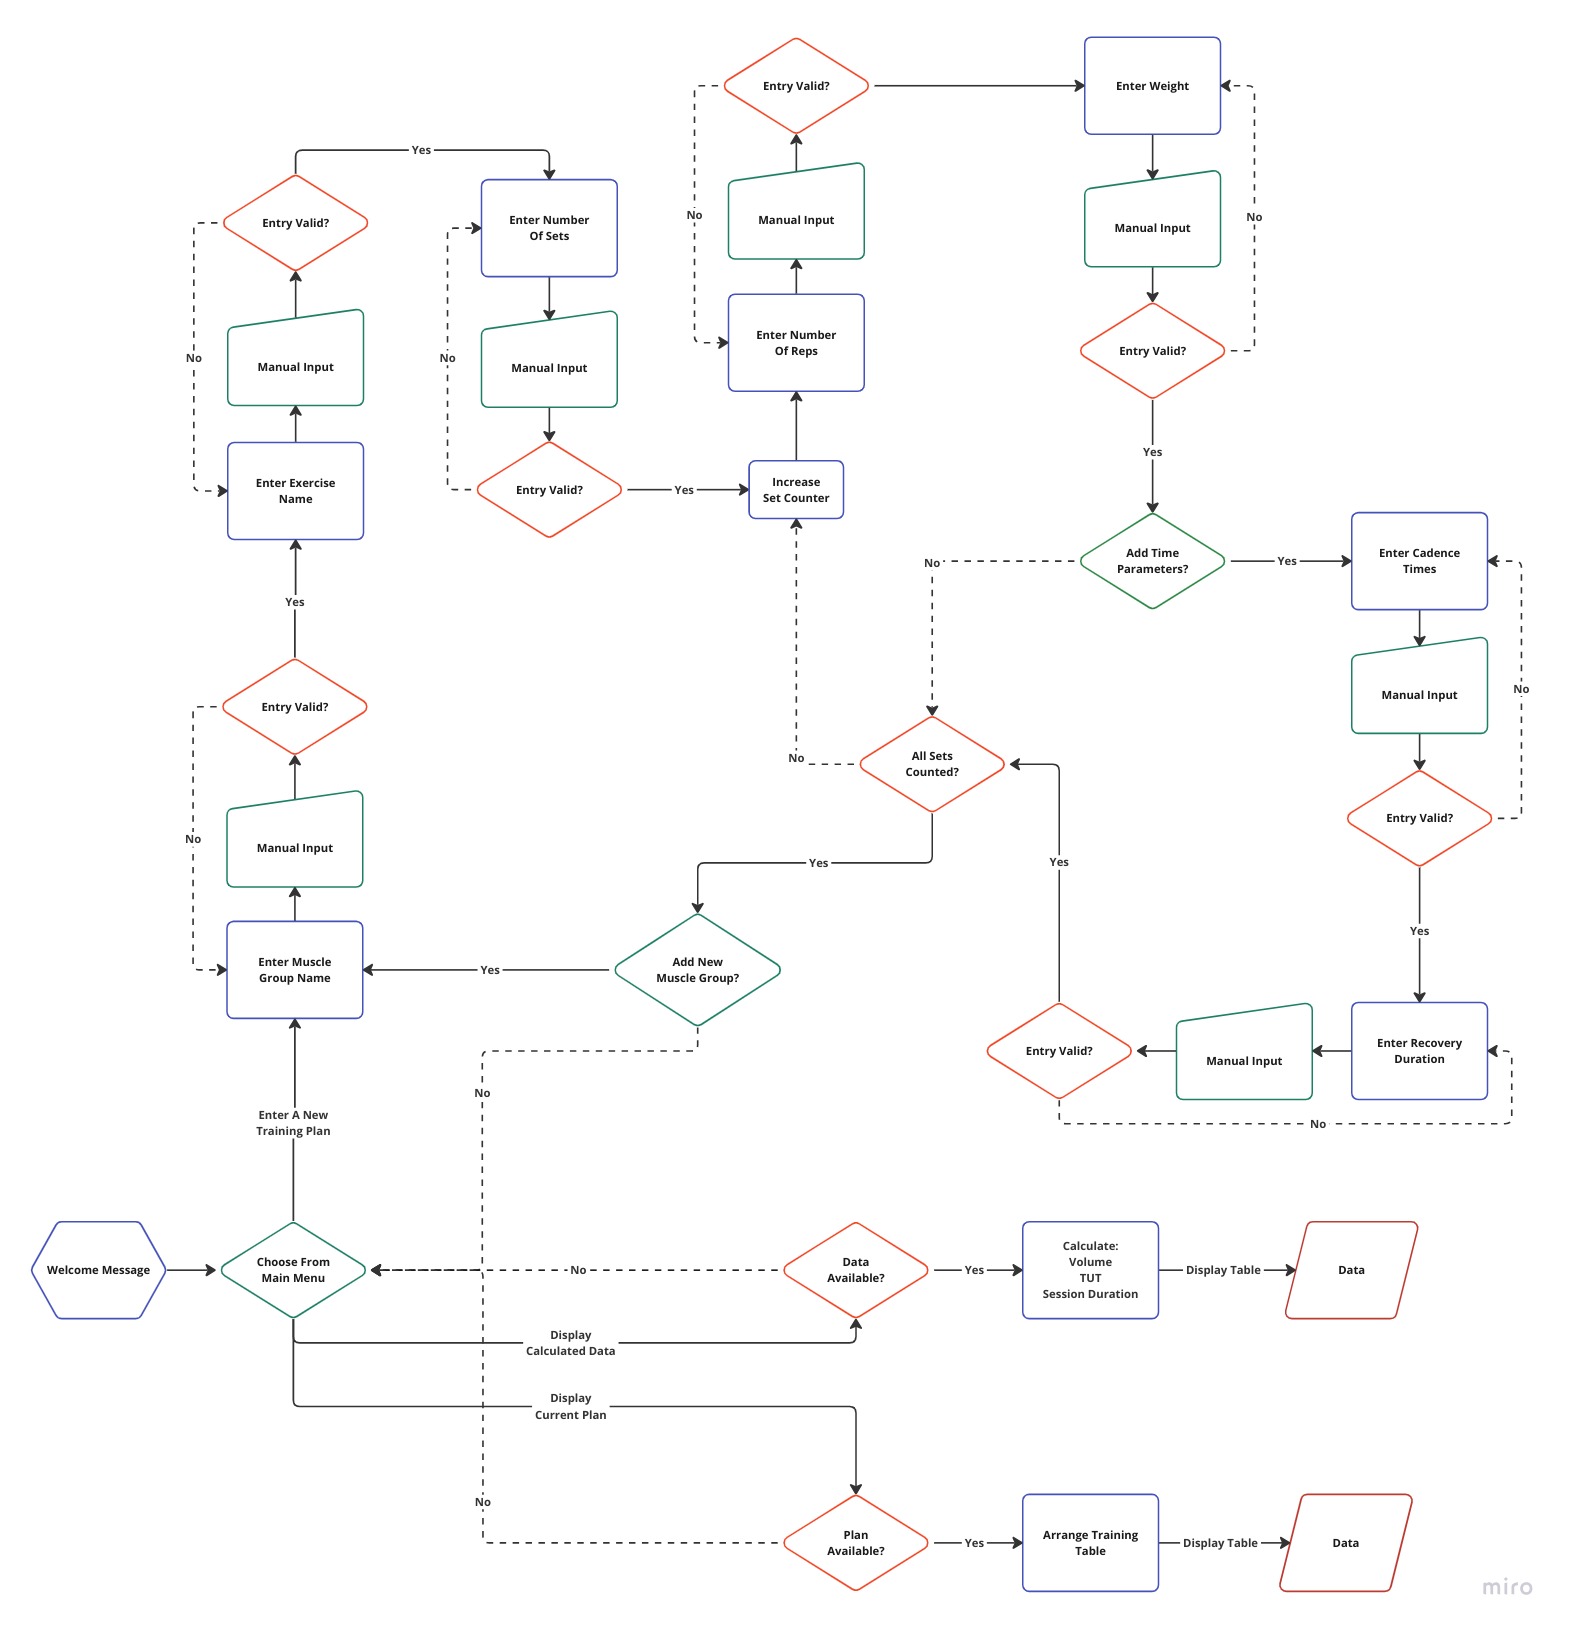 Entry Valid?
Enter Weight
Yes
Entry Valid?
No
Manual Input
No
Enter Number
Of Sets
Manual Input
No
Manual Input
No
Manual Input
Enter Number
Of Reps
Entry Valid?
No
Enter Exercise
Name
Entry Valid?
Yes
Increase
Set Counter
Yes
Add Time
Parameters?
Yes
Enter Cadence
Times
No
Yes
Entry Valid?
Manual Input
No
All Sets
Counted?
No
Entry Valid?
No
Manual Input
Yes
Yes
Yes
Enter Muscle
Group Name
Yes
Add New
Muscle Group?
Entry Valid?
Manual Input
Enter Recovery
Duration
No
No
Enter A New
Training Plan
Welcome Message
Choose From
Main Menu
No
Data
Available?
Yes
Calculate:
Volume
TUT
Session Duration
Display Table
Data
Display
Calculated Data
Display
Current Plan
No
Plan
Available?
Yes
Arrange Training
Table
Display Table
Data
miro